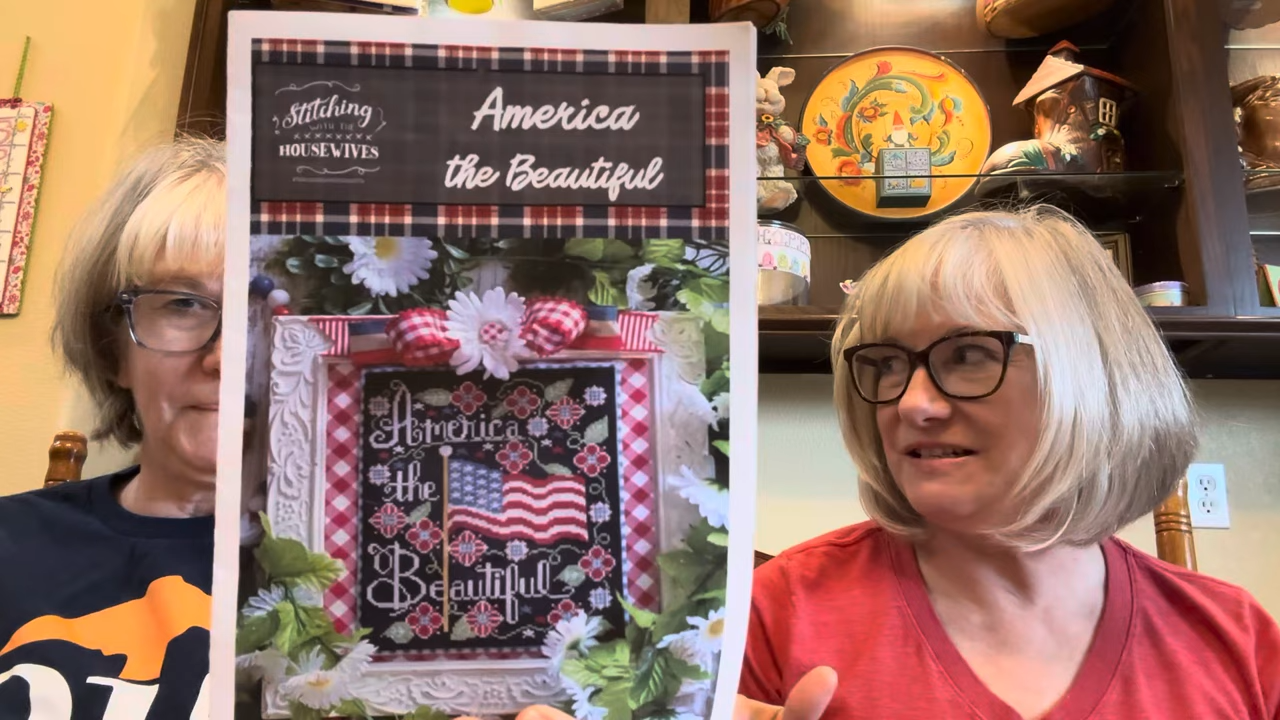 Stitching
WITH THE
HOUSEWIVES
America
the Beautiful
America
the
Beautiful